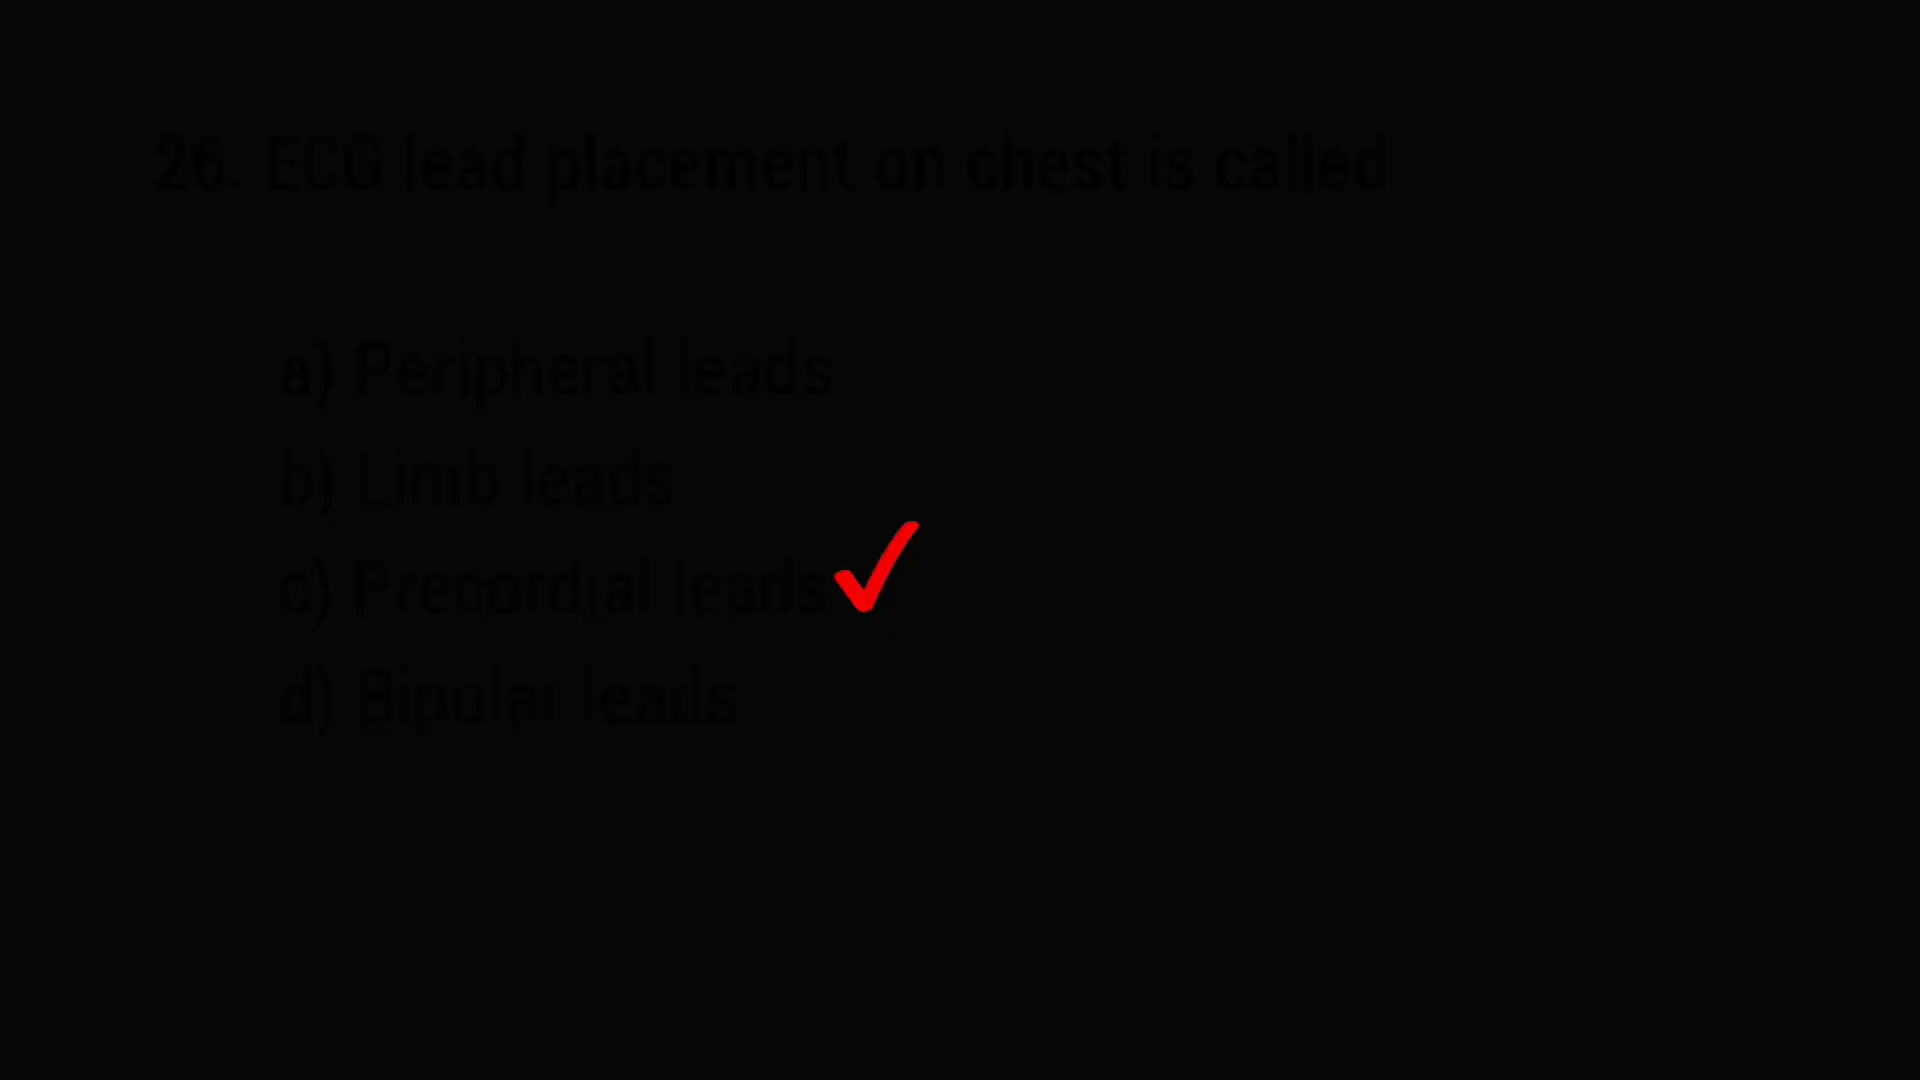 26. ECG lead placement on chest is called
a) Peripheral leads
b) Limb leads
c) Precordial leads
d) Bipolar leads